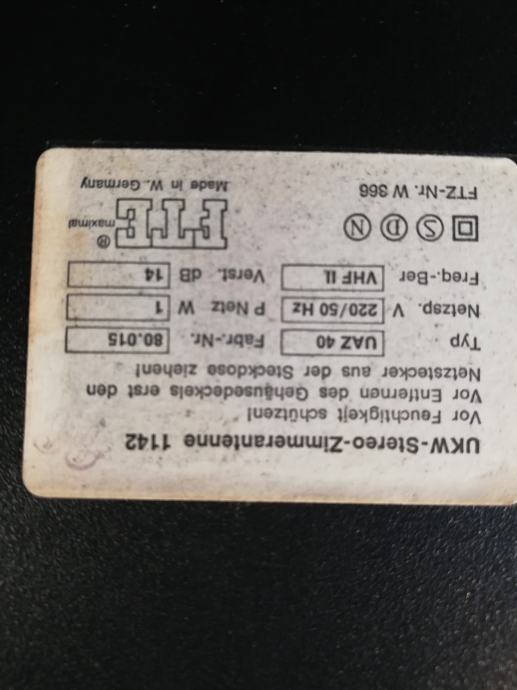 UKW-Stereo-Zimmerantenne 1142
Vor Feuchtigkeit schützen!
Vor Entfernen des Gehäusedeckels erst den
Netzstecker aus der Steckdose ziehen!
Typ UAZ 40 Fabr.-Nr. 80.015
Netzsp. V 220/50 Hz P Netz W 1
Freq.-Ber VHF II Verst. dB 14
S D N FTE maximal ®
FTZ-Nr. W 366 Made in W. Germany